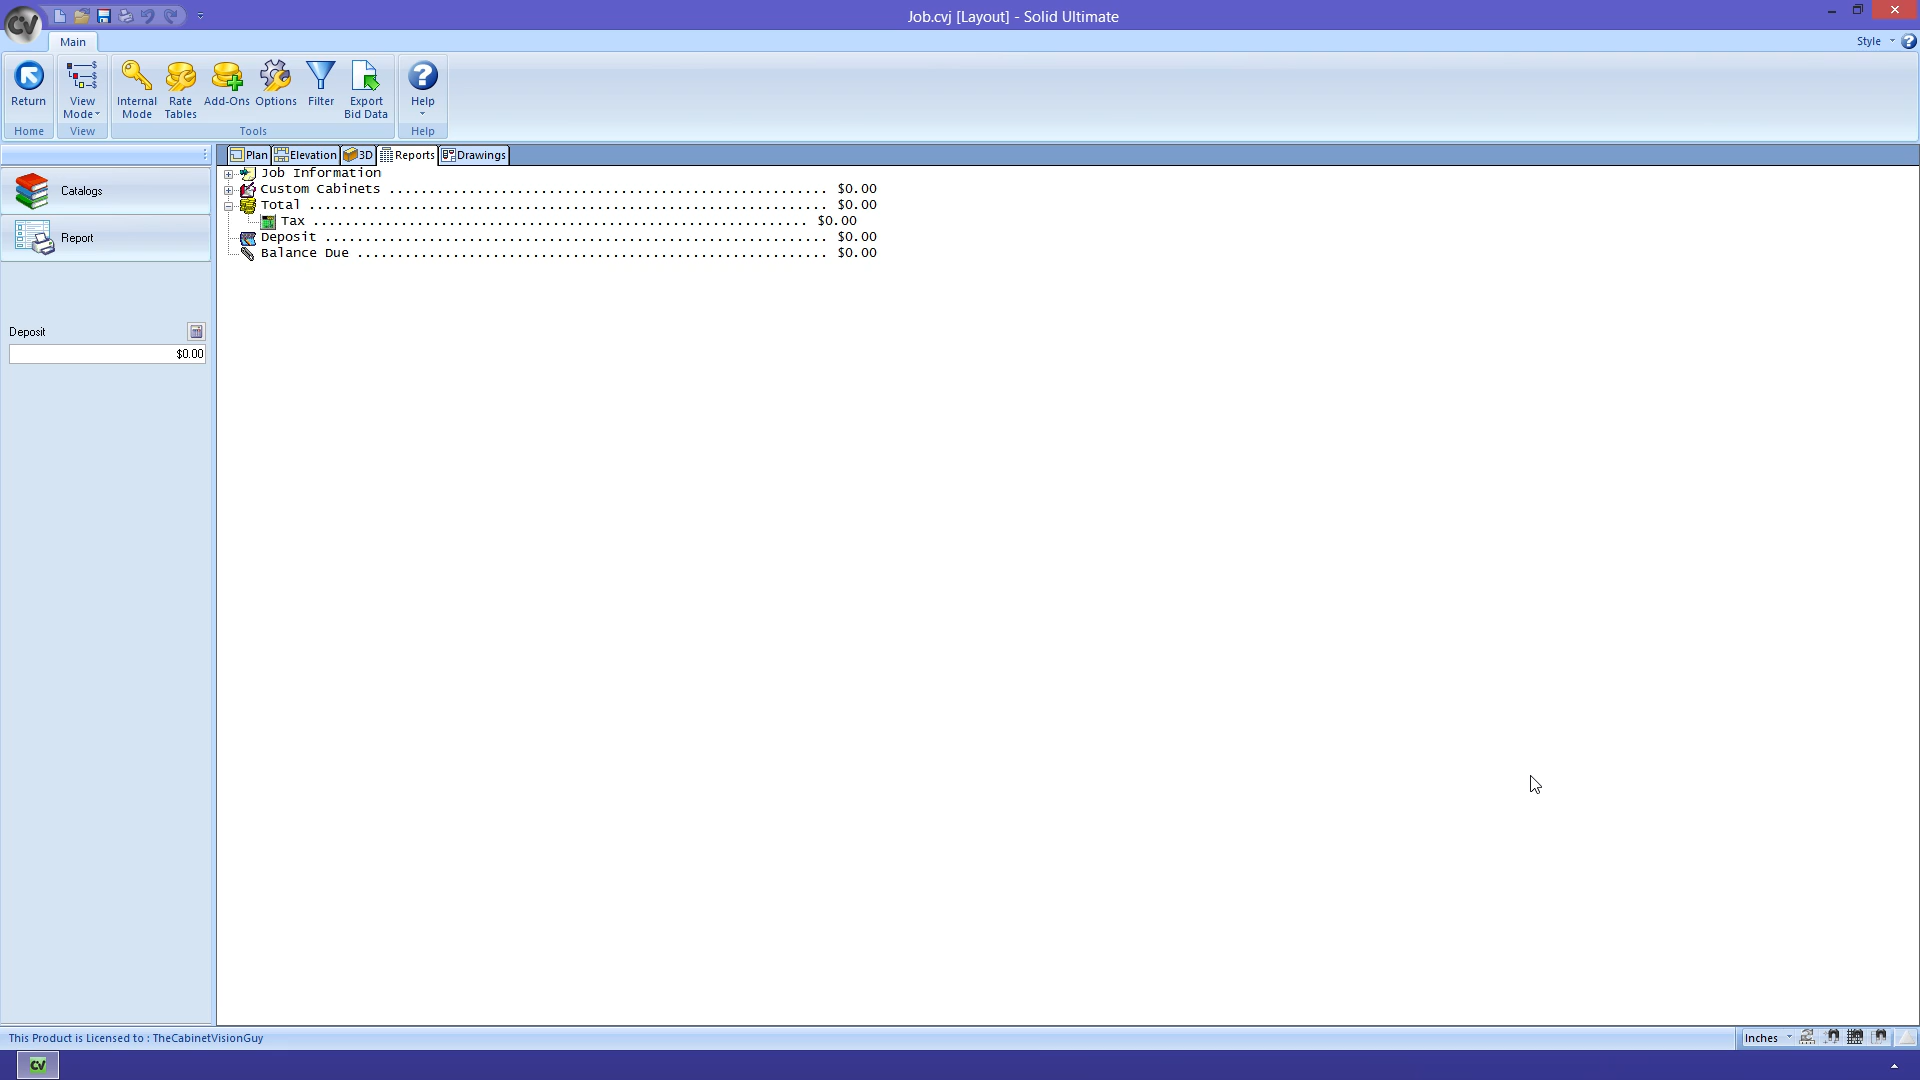 CV
Job.cvj [Layout] - Solid Ultimate
Main
Style
Return
View Mode
Internal Mode
Rate Tables
Add-Ons
Options
Filter
Export Bid Data
Help
Home
View
Tools
Help
Plan
Elevation
3D
Reports
Drawings
Catalogs
Report
Deposit
$0.00
Job Information
Custom Cabinets ....................................................... $0.00
Total ................................................................. $0.00
Tax .............................................................. $0.00
Deposit ............................................................... $0.00
Balance Due ........................................................... $0.00
This Product is Licensed to : TheCabinetVisionGuy
Inches
CV